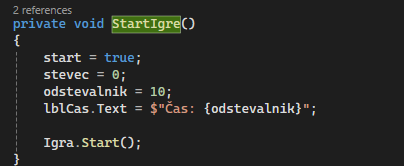 2 references
private void StartIgre()
{
start = true;
stevec = 0;
odstevalnik = 10;
lblCas.Text = $"Čas: {odstevalnik}";
Igra.Start();
}